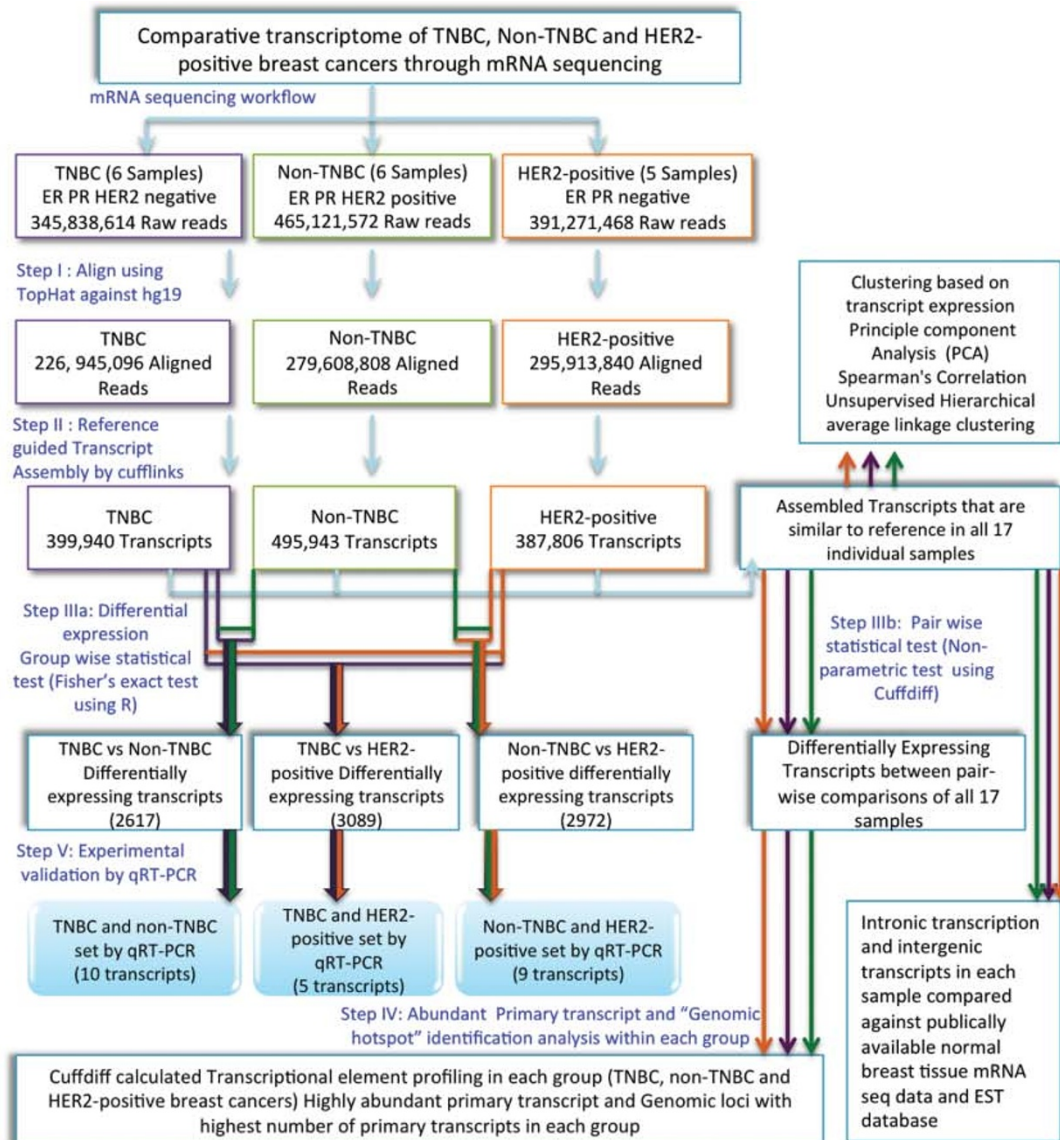 Comparative transcriptome of TNBC, Non-TNBC and HER2-
positive breast cancers through mRNA sequencing
mRNA sequencing workflow
TNBC (6 Samples)
ER PR HER2 negative
345,838,614 Raw reads
Non-TNBC (6 Samples)
ER PR HER2 positive
465,121,572 Raw reads
HER2-positive (5 Samples)
ER PR negative
391,271,468 Raw reads
Step I : Align using
TopHat against hg19
TNBC
226, 945,096 Aligned
Reads
Non-TNBC
279,608,808 Aligned
Reads
HER2-positive
295,913,840 Aligned
Reads
Clustering based on
transcript expression
Principle component
Analysis (PCA)
Spearman's Correlation
Unsupervised Hierarchical
average linkage clustering
Step II : Reference
guided Transcript
Assembly by cufflinks
TNBC
399,940 Transcripts
Non-TNBC
495,943 Transcripts
HER2-positive
387,806 Transcripts
Assembled Transcripts that are
similar to reference in all 17
individual samples
Step IIIa: Differential
expression
Group wise statistical
test (Fisher's exact test
using R)
Step IIIb: Pair wise
statistical test (Non-
parametric test using
Cuffdiff)
TNBC vs Non-TNBC
Differentially
expressing transcripts
(2617)
TNBC vs HER2-
positive Differentially
expressing transcripts
(3089)
Non-TNBC vs HER2-
positive differentially
expressing transcripts
(2972)
Differentially Expressing
Transcripts between pair-
wise comparisons of all 17
samples
Step V: Experimental
validation by qRT-PCR
TNBC and non-TNBC
set by qRT-PCR
(10 transcripts)
TNBC and HER2-
positive set by
qRT-PCR
(5 transcripts)
Non-TNBC and HER2-
positive set by qRT-PCR
(9 transcripts)
Intronic transcription
and intergenic
transcripts in each
sample compared
against publically
available normal
breast tissue mRNA
seq data and EST
database
Step IV: Abundant Primary transcript and "Genomic
hotspot" identification analysis within each group
Cuffdiff calculated Transcriptional element profiling in each group (TNBC, non-TNBC and
HER2-positive breast cancers) Highly abundant primary transcript and Genomic loci with
highest number of primary transcripts in each group